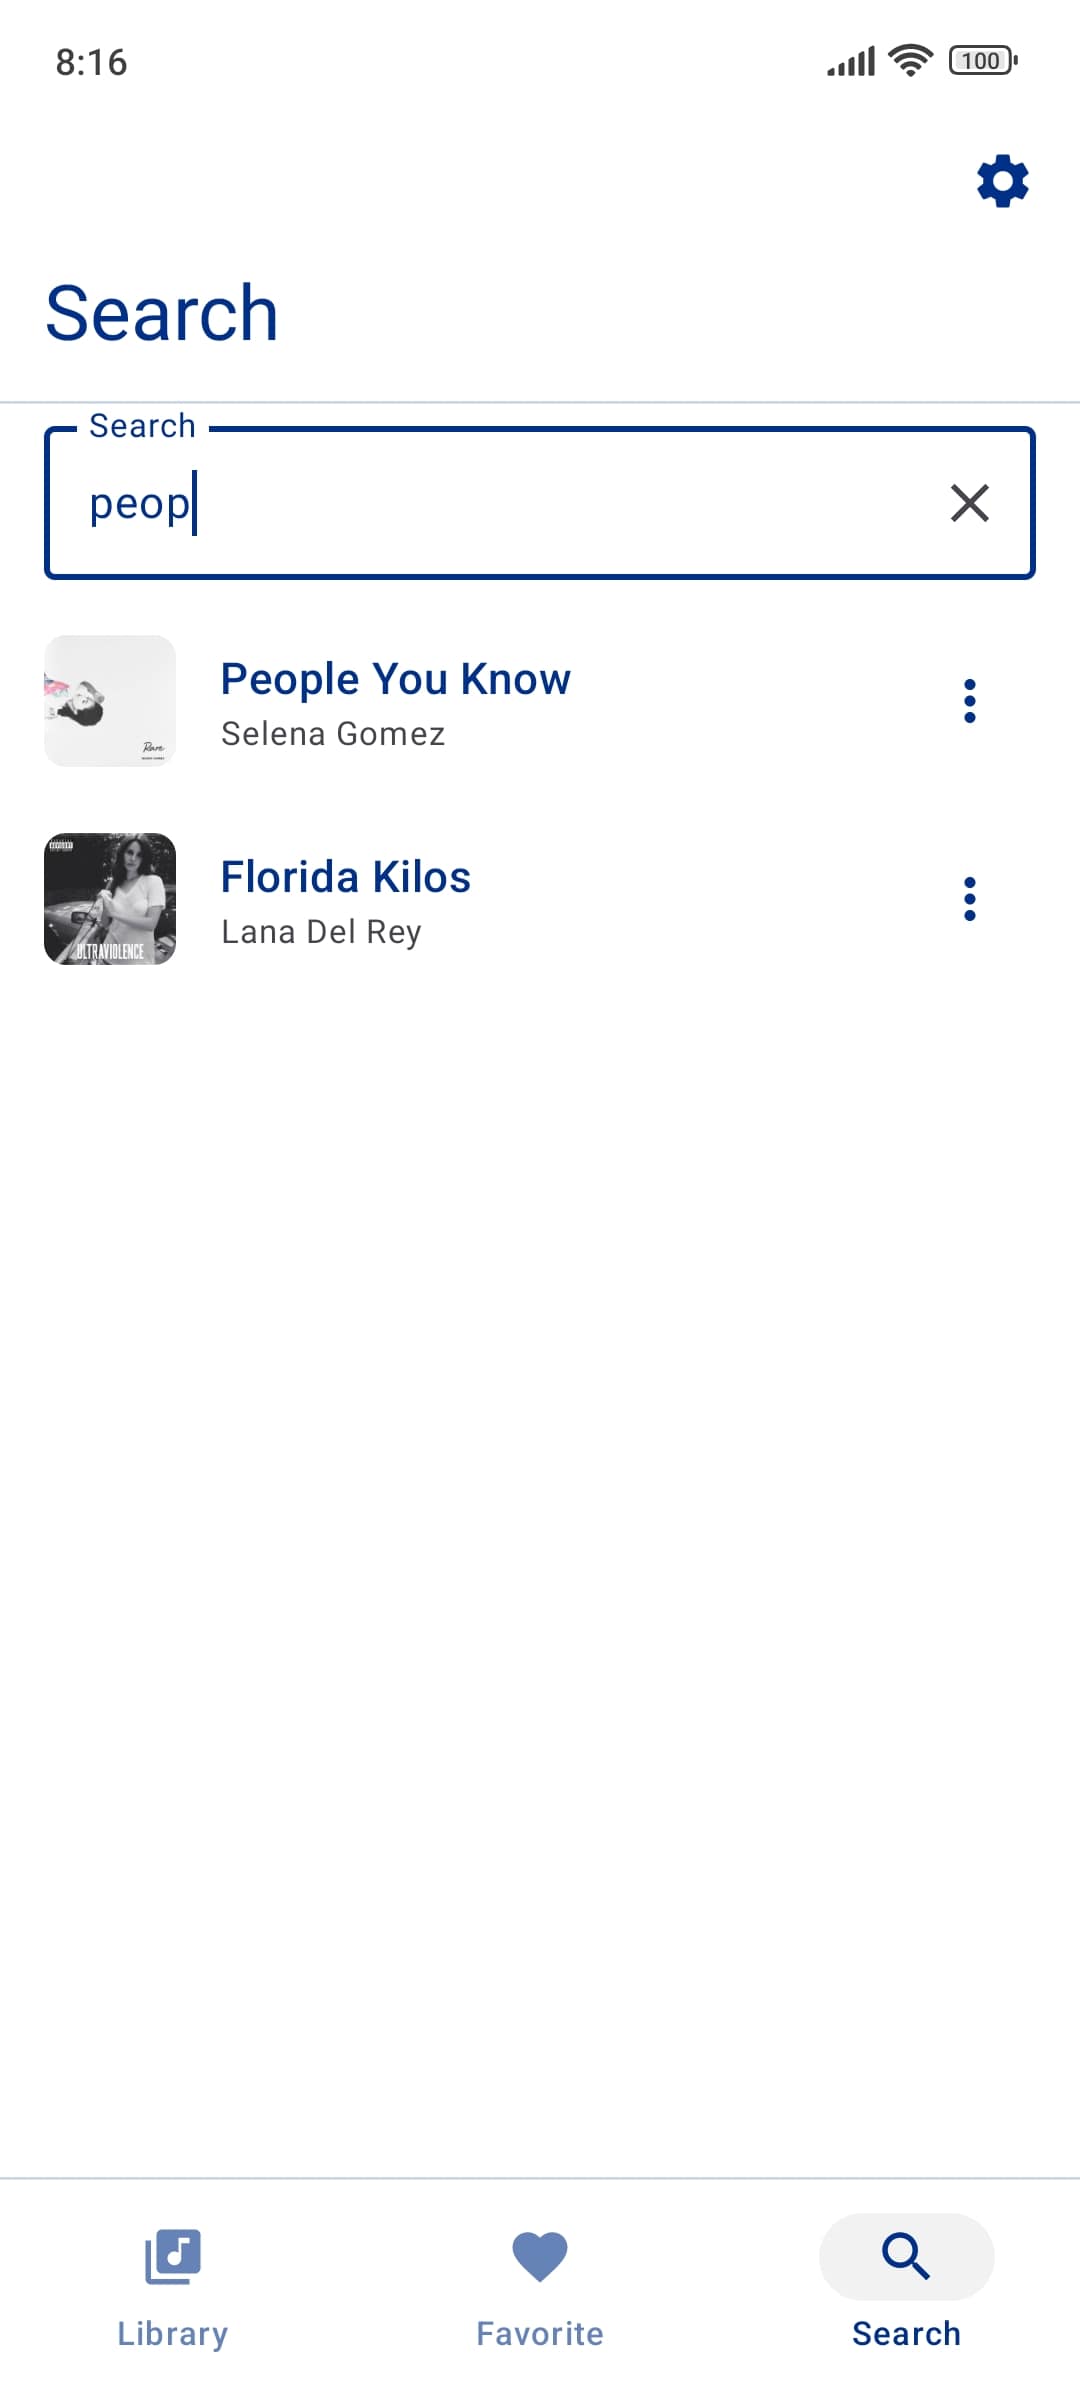 8:16
100
Search
Search
peop
People You Know
Selena Gomez
Rare
Florida Kilos
Lana Del Rey
ULTRAVIOLENCE
Library
Favorite
Search